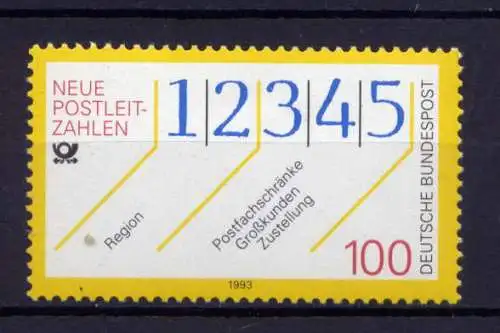 NEUE
POSTLEIT-
ZAHLEN
1|2|3|4|5
Region
Postfachschränke
Großkunden
Zustellung
100
DEUTSCHE BUNDESPOST
1993